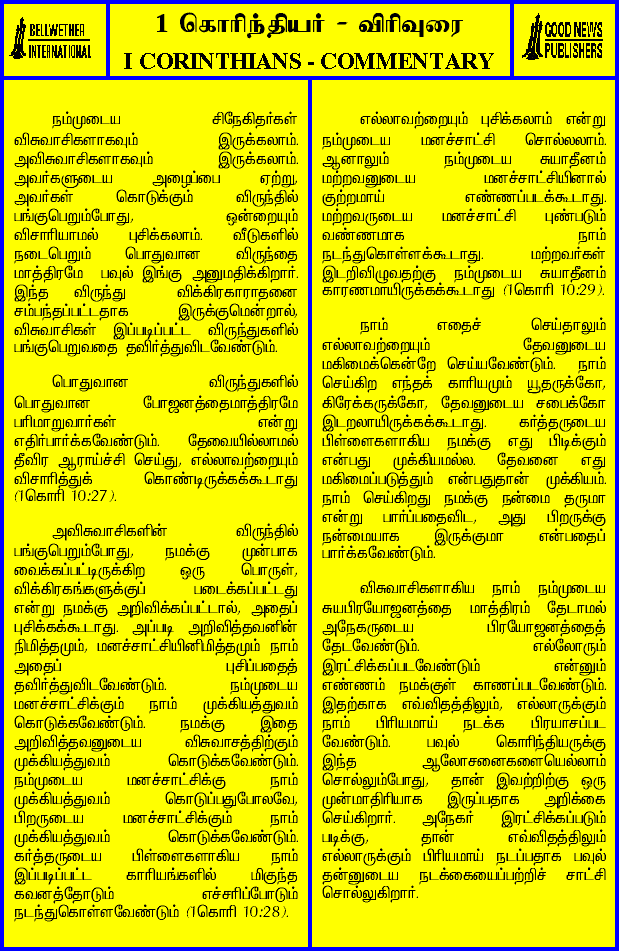 BELLWETHER
INTERNATIONAL
1 கொரிந்தியர் - விரிவுரை
I CORINTHIANS - COMMENTARY
GOOD NEWS
PUBLISHERS
நம்முடைய சிநேகிதர்கள்
விசுவாசிகளாகவும் இருக்கலாம்.
அவிசுவாசிகளாகவும் இருக்கலாம்.
அவர்களுடைய அழைப்பை ஏற்று,
அவர்கள் கொடுக்கும் விருந்தில்
பங்குபெறும்போது, ஒன்றையும்
விசாரியாமல் புசிக்கலாம். வீடுகளில்
நடைபெறும் பொதுவான விருந்தை
மாத்திரமே பவுல் இங்கு அனுமதிக்கிறார்.
இந்த விருந்து விக்கிரகாராதனை
சம்பந்தப்பட்டதாக இருக்குமென்றால்,
விசுவாசிகள் இப்படிப்பட்ட விருந்துகளில்
பங்குபெறுவதை தவிர்த்துவிடவேண்டும்.
பொதுவான விருந்துகளில்
பொதுவான போஜனத்தைமாத்திரமே
பரிமாறுவார்கள் என்று
எதிர்பார்க்கவேண்டும். தேவையில்லாமல்
தீவிர ஆராய்ச்சி செய்து, எல்லாவற்றையும்
விசாரித்துக் கொண்டிருக்கக்கூடாது
(1கொரி 10:27).
அவிசுவாசிகளின் விருந்தில்
பங்குபெறும்போது, நமக்கு முன்பாக
வைக்கப்பட்டிருக்கிற ஒரு பொருள்,
விக்கிரகங்களுக்குப் படைக்கப்பட்டது
என்று நமக்கு அறிவிக்கப்பட்டால், அதைப்
புசிக்கக்கூடாது. அப்படி அறிவித்தவனின்
நிமித்தமும், மனச்சாட்சியினிமித்தமும் நாம்
அதைப் புசிப்பதைத்
தவிர்த்துவிடவேண்டும். நம்முடைய
மனச்சாட்சிக்கும் நாம் முக்கியத்துவம்
கொடுக்கவேண்டும். நமக்கு இதை
அறிவித்தவனுடைய விசுவாசத்திற்கும்
முக்கியத்துவம் கொடுக்கவேண்டும்.
நம்முடைய மனச்சாட்சிக்கு நாம்
முக்கியத்துவம் கொடுப்பதுபோலவே,
பிறருடைய மனச்சாட்சிக்கும் நாம்
முக்கியத்துவம் கொடுக்கவேண்டும்.
கர்த்தருடைய பிள்ளைகளாகிய நாம்
இப்படிப்பட்ட காரியங்களில் மிகுந்த
கவனத்தோடும் எச்சரிப்போடும்
நடந்துகொள்ளவேண்டும் (1கொரி 10:28).
எல்லாவற்றையும் புசிக்கலாம் என்று
நம்முடைய மனச்சாட்சி சொல்லலாம்.
ஆனாலும் நம்முடைய சுயாதீனம்
மற்றவனுடைய மனச்சாட்சியினால்
குற்றமாய் எண்ணப்படக்கூடாது.
மற்றவருடைய மனச்சாட்சி புண்படும்
வண்ணமாக நாம்
நடந்துகொள்ளக்கூடாது. மற்றவர்கள்
இடறிவிழுவதற்கு நம்முடைய சுயாதீனம்
காரணமாயிருக்கக்கூடாது (1கொரி 10:29).
நாம் எதைச் செய்தாலும்
எல்லாவற்றையும் தேவனுடைய
மகிமைக்கென்றே செய்யவேண்டும். நாம்
செய்கிற எந்தக் காரியமும் யூதருக்கோ,
கிரேக்கருக்கோ, தேவனுடைய சபைக்கோ
இடறலாயிருக்கக்கூடாது. கர்த்தருடைய
பிள்ளைகளாகிய நமக்கு எது பிடிக்கும்
என்பது முக்கியமல்ல. தேவனை எது
மகிமைப்படுத்தும் என்பதுதான் முக்கியம்.
நாம் செய்கிறது நமக்கு நன்மை தருமா
என்று பார்ப்பதைவிட, அது பிறருக்கு
நன்மையாக இருக்குமா என்பதைப்
பார்க்கவேண்டும்.
விசுவாசிகளாகிய நாம் நம்முடைய
சுயபிரயோஜனத்தை மாத்திரம் தேடாமல்
அநேகருடைய பிரயோஜனத்தைத்
தேடவேண்டும். எல்லோரும்
இரட்சிக்கப்படவேண்டும் என்னும்
எண்ணம் நமக்குள் காணப்படவேண்டும்.
இதற்காக எவ்விதத்திலும், எல்லாருக்கும்
நாம் பிரியமாய் நடக்க பிரயாசப்பட
வேண்டும். பவுல் கொரிந்தியருக்கு
இந்த ஆலோசனைகளையெல்லாம்
சொல்லும்போது, தான் இவற்றிற்கு ஒரு
முன்மாதிரியாக இருப்பதாக அறிக்கை
செய்கிறார். அநேகர் இரட்சிக்கப்படும்
படிக்கு, தான் எவ்விதத்திலும்
எல்லாருக்கும் பிரியமாய் நடப்பதாக பவுல்
தன்னுடைய நடக்கையைப்பற்றிச் சாட்சி
சொல்லுகிறார்.